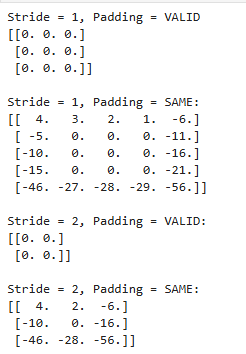 Stride = 1, Padding = VALID
[[0. 0. 0.]
 [0. 0. 0.]
 [0. 0. 0.]]

Stride = 1, Padding = SAME:
[[  4.   3.   2.   1.  -6.]
 [ -5.   0.   0.   0. -11.]
 [-10.   0.   0.   0. -16.]
 [-15.   0.   0.   0. -21.]
 [-46. -27. -28. -29. -56.]]

Stride = 2, Padding = VALID:
[[0. 0.]
 [0. 0.]]

Stride = 2, Padding = SAME:
[[  4.   2.  -6.]
 [-10.   0. -16.]
 [-46. -28. -56.]]